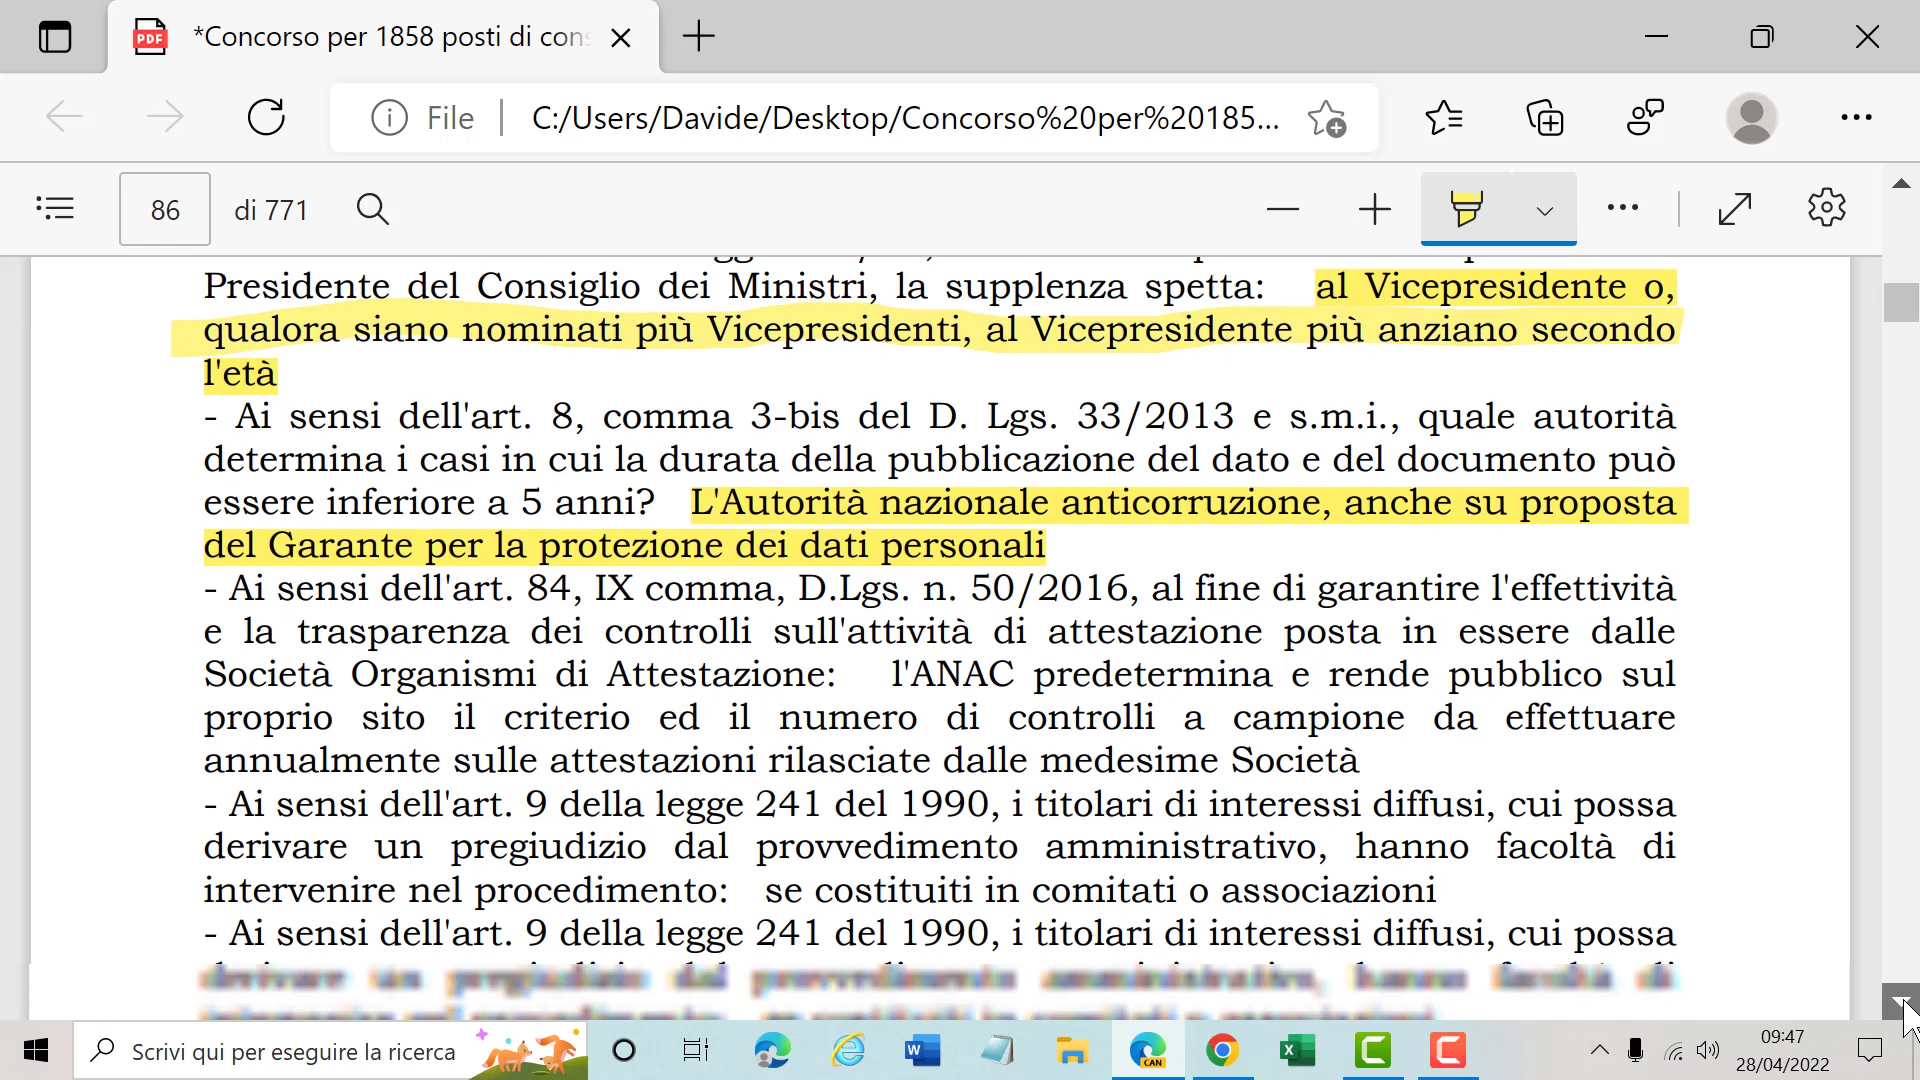 *Concorso per 1858 posti di con
File
C:/Users/Davide/Desktop/Concorso%20per%20185...
86
di 771
Presidente del Consiglio dei Ministri, la supplenza spetta: al Vicepresidente o,
qualora siano nominati più Vicepresidenti, al Vicepresidente più anziano secondo
l'età
- Ai sensi dell'art. 8, comma 3-bis del D. Lgs. 33/2013 e s.m.i., quale autorità
determina i casi in cui la durata della pubblicazione del dato e del documento può
essere inferiore a 5 anni? L'Autorità nazionale anticorruzione, anche su proposta
del Garante per la protezione dei dati personali
- Ai sensi dell'art. 84, IX comma, D.Lgs. n. 50/2016, al fine di garantire l'effettività
e la trasparenza dei controlli sull'attività di attestazione posta in essere dalle
Società Organismi di Attestazione: l'ANAC predetermina e rende pubblico sul
proprio sito il criterio ed il numero di controlli a campione da effettuare
annualmente sulle attestazioni rilasciate dalle medesime Società
- Ai sensi dell'art. 9 della legge 241 del 1990, i titolari di interessi diffusi, cui possa
derivare un pregiudizio dal provvedimento amministrativo, hanno facoltà di
intervenire nel procedimento: se costituiti in comitati o associazioni
- Ai sensi dell'art. 9 della legge 241 del 1990, i titolari di interessi diffusi, cui possa
derivare un pregiudizio dal provvedimento amministrativo, hanno facoltà di
Scrivi qui per eseguire la ricerca
CAN
09:47
28/04/2022